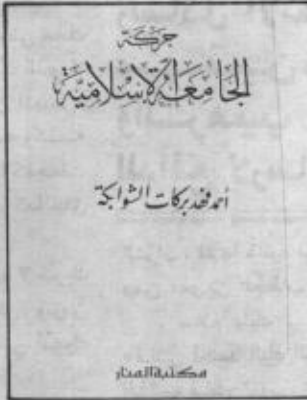 حركة
الجامعة الإسلامية
أحمد فهد بركات الشوابكة
مكتبة المنار